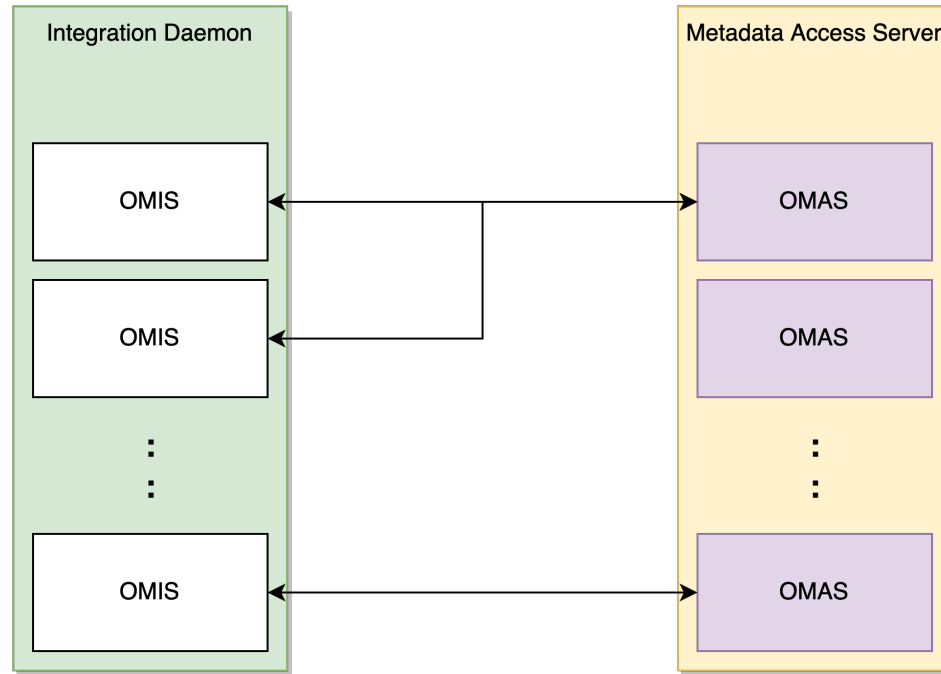 Integration Daemon
Metadata Access Server
OMIS
OMAS
OMIS
OMAS
:
:
:
:
OMIS
OMAS